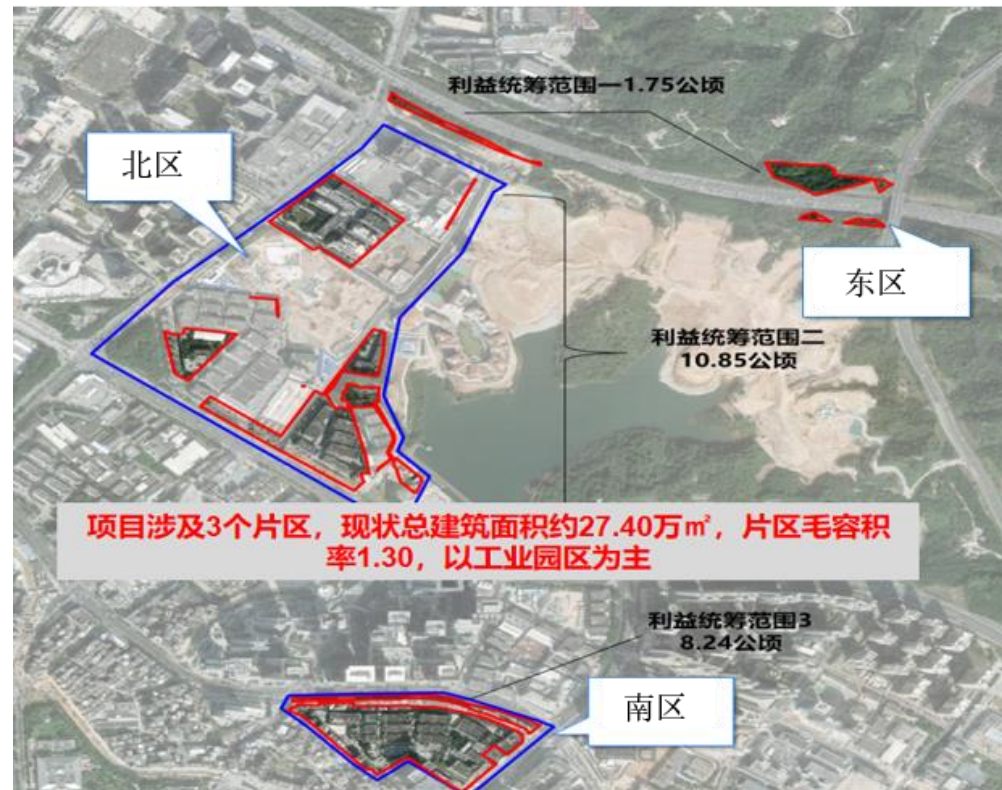 利益统筹范围一1.75公顷
北区
东区
利益统筹范围二
10.85公顷
项目涉及3个片区，现状总建筑面积约27.40万㎡，片区毛容积
率1.30，以工业园区为主
利益统筹范围3
8.24公顷
南区